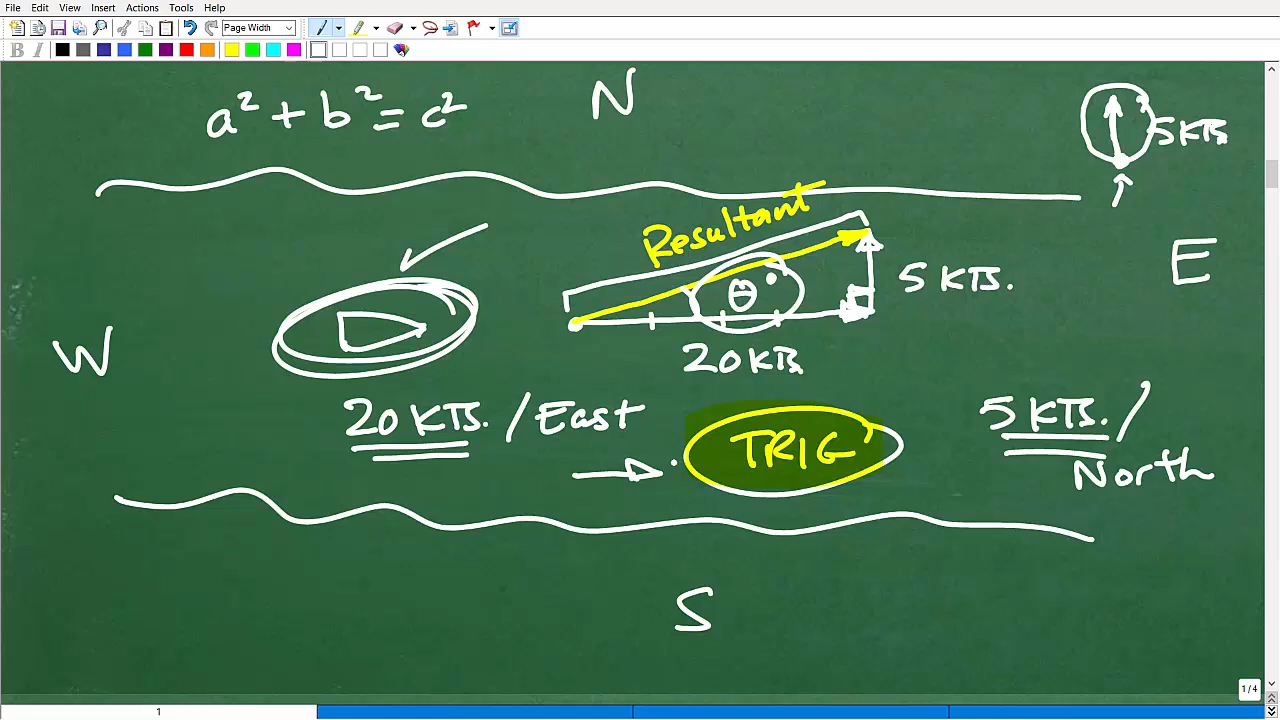 File Edit View Insert Actions Tools Help
Page Width
B I
a² + b² = c²
N
5 KTS
Resultant
E
θ
5 KTS.
W
20 KTS
20 KTS. / East
5 KTS. /
North
TRIG
S
1/4
1